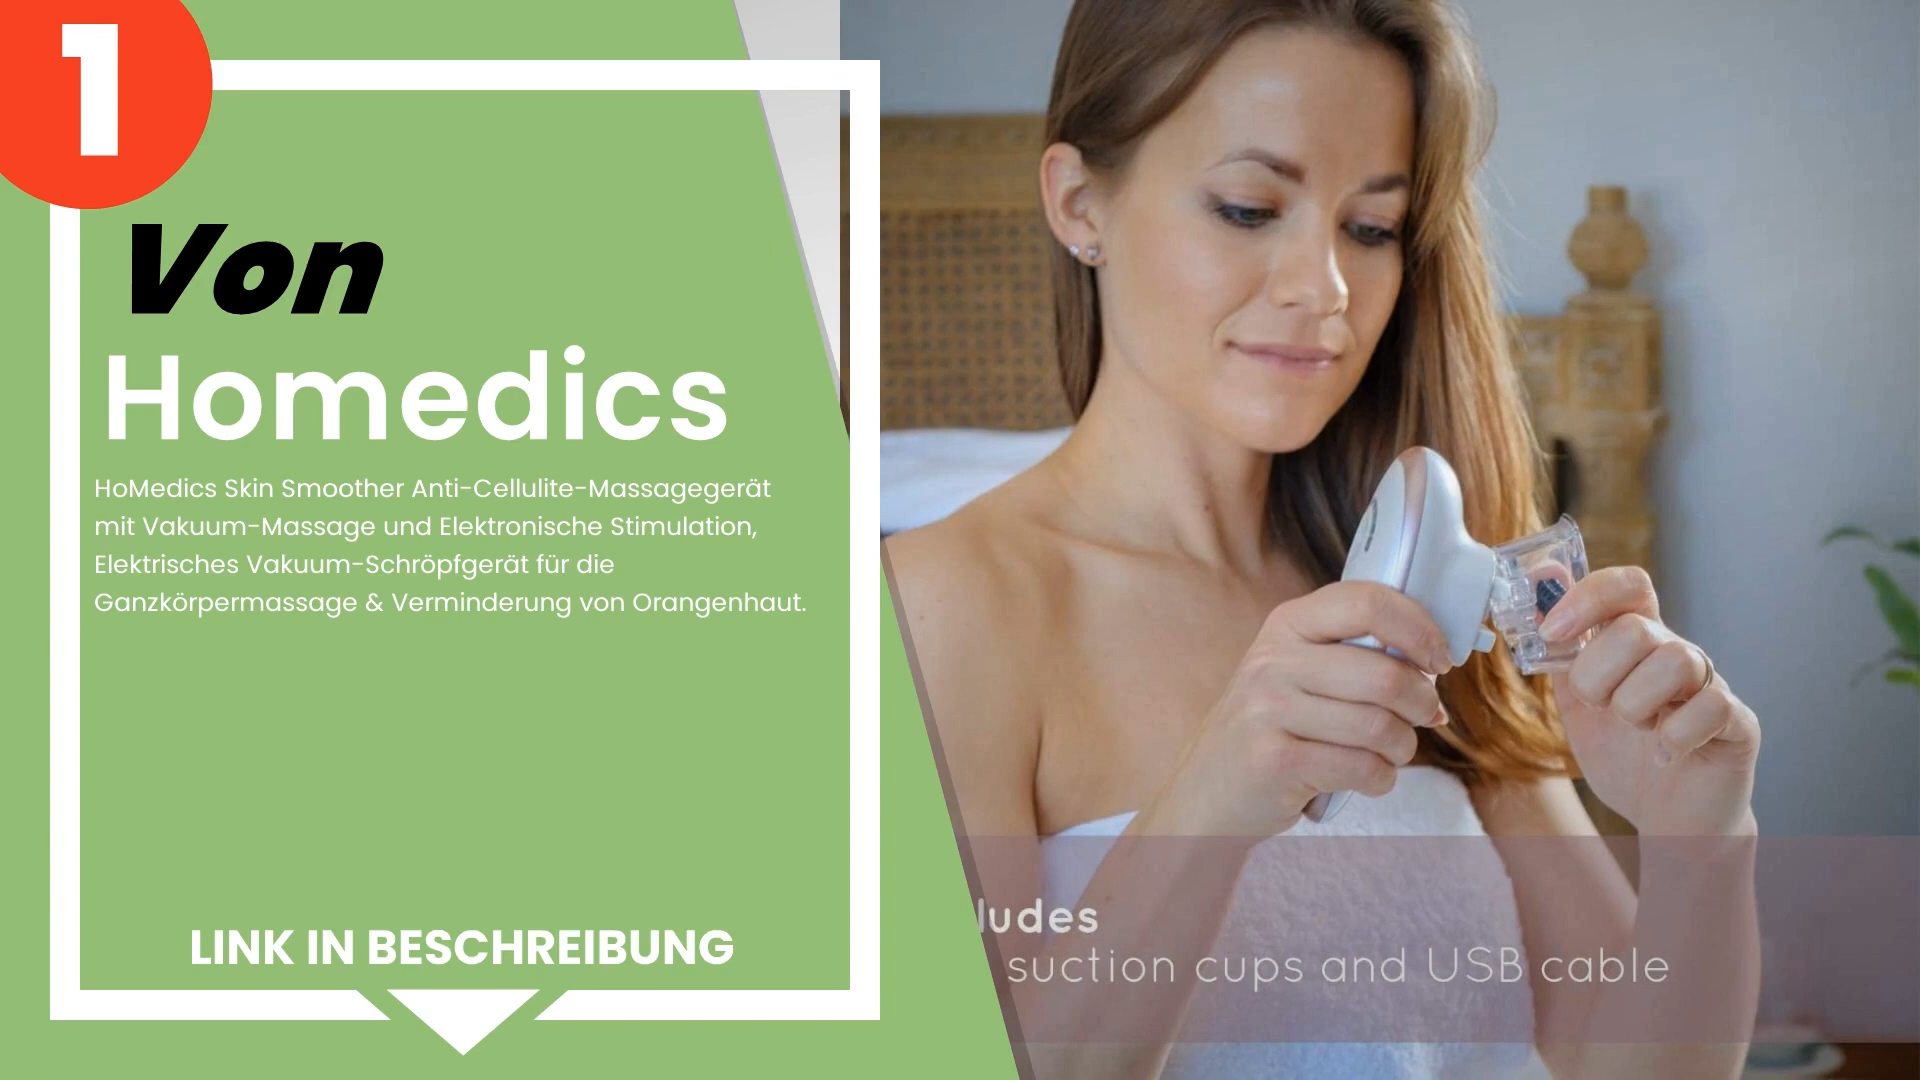 1
Von
Homedics
HoMedics Skin Smoother Anti-Cellulite-Massagegerät
mit Vakuum-Massage und Elektronische Stimulation,
Elektrisches Vakuum-Schröpfgerät für die
Ganzkörpermassage & Verminderung von Orangenhaut.
LINK IN BESCHREIBUNG
ludes
suction cups and USB cable